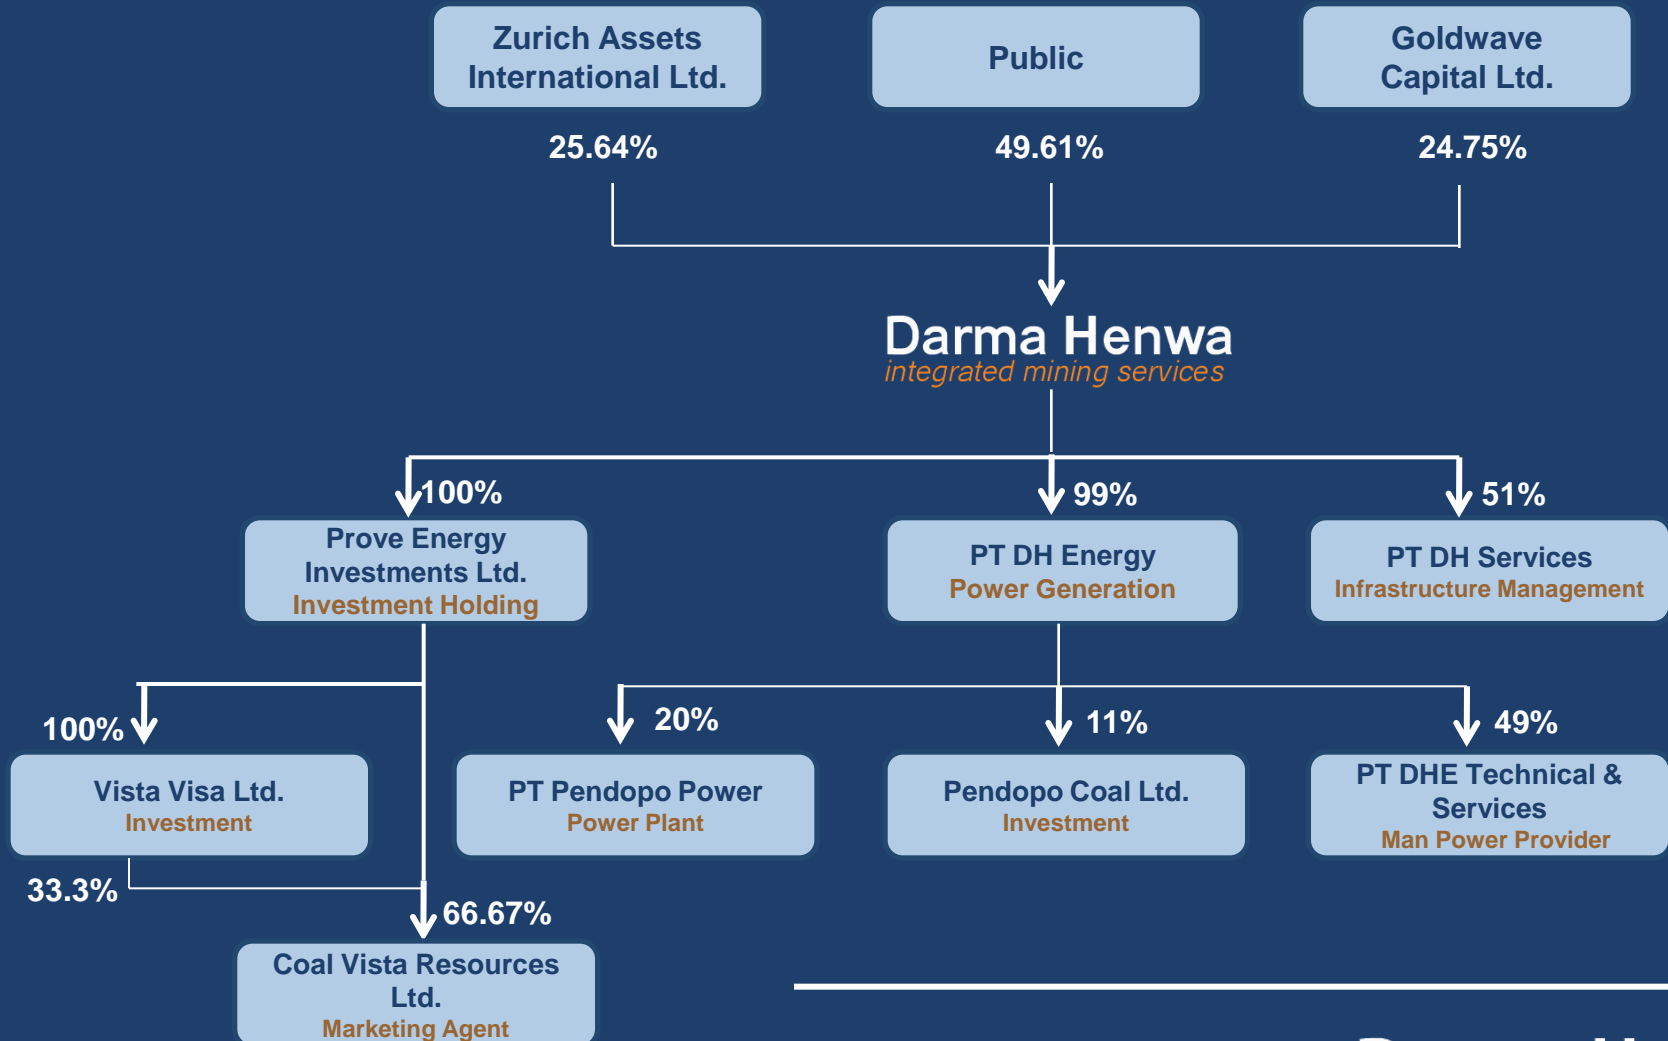 Zurich Assets
International Ltd.
Public
Goldwave
Capital Ltd.
25.64%
49.61%
24.75%
Darma Henwa
integrated mining services
100%
99%
51%
Prove Energy
Investments Ltd.
Investment Holding
PT DH Energy
Power Generation
PT DH Services
Infrastructure Management
100%
20%
11%
49%
Vista Visa Ltd.
Investment
PT Pendopo Power
Power Plant
Pendopo Coal Ltd.
Investment
PT DHE Technical &
Services
Man Power Provider
33.3%
66.67%
Coal Vista Resources
Ltd.
Marketing Agent